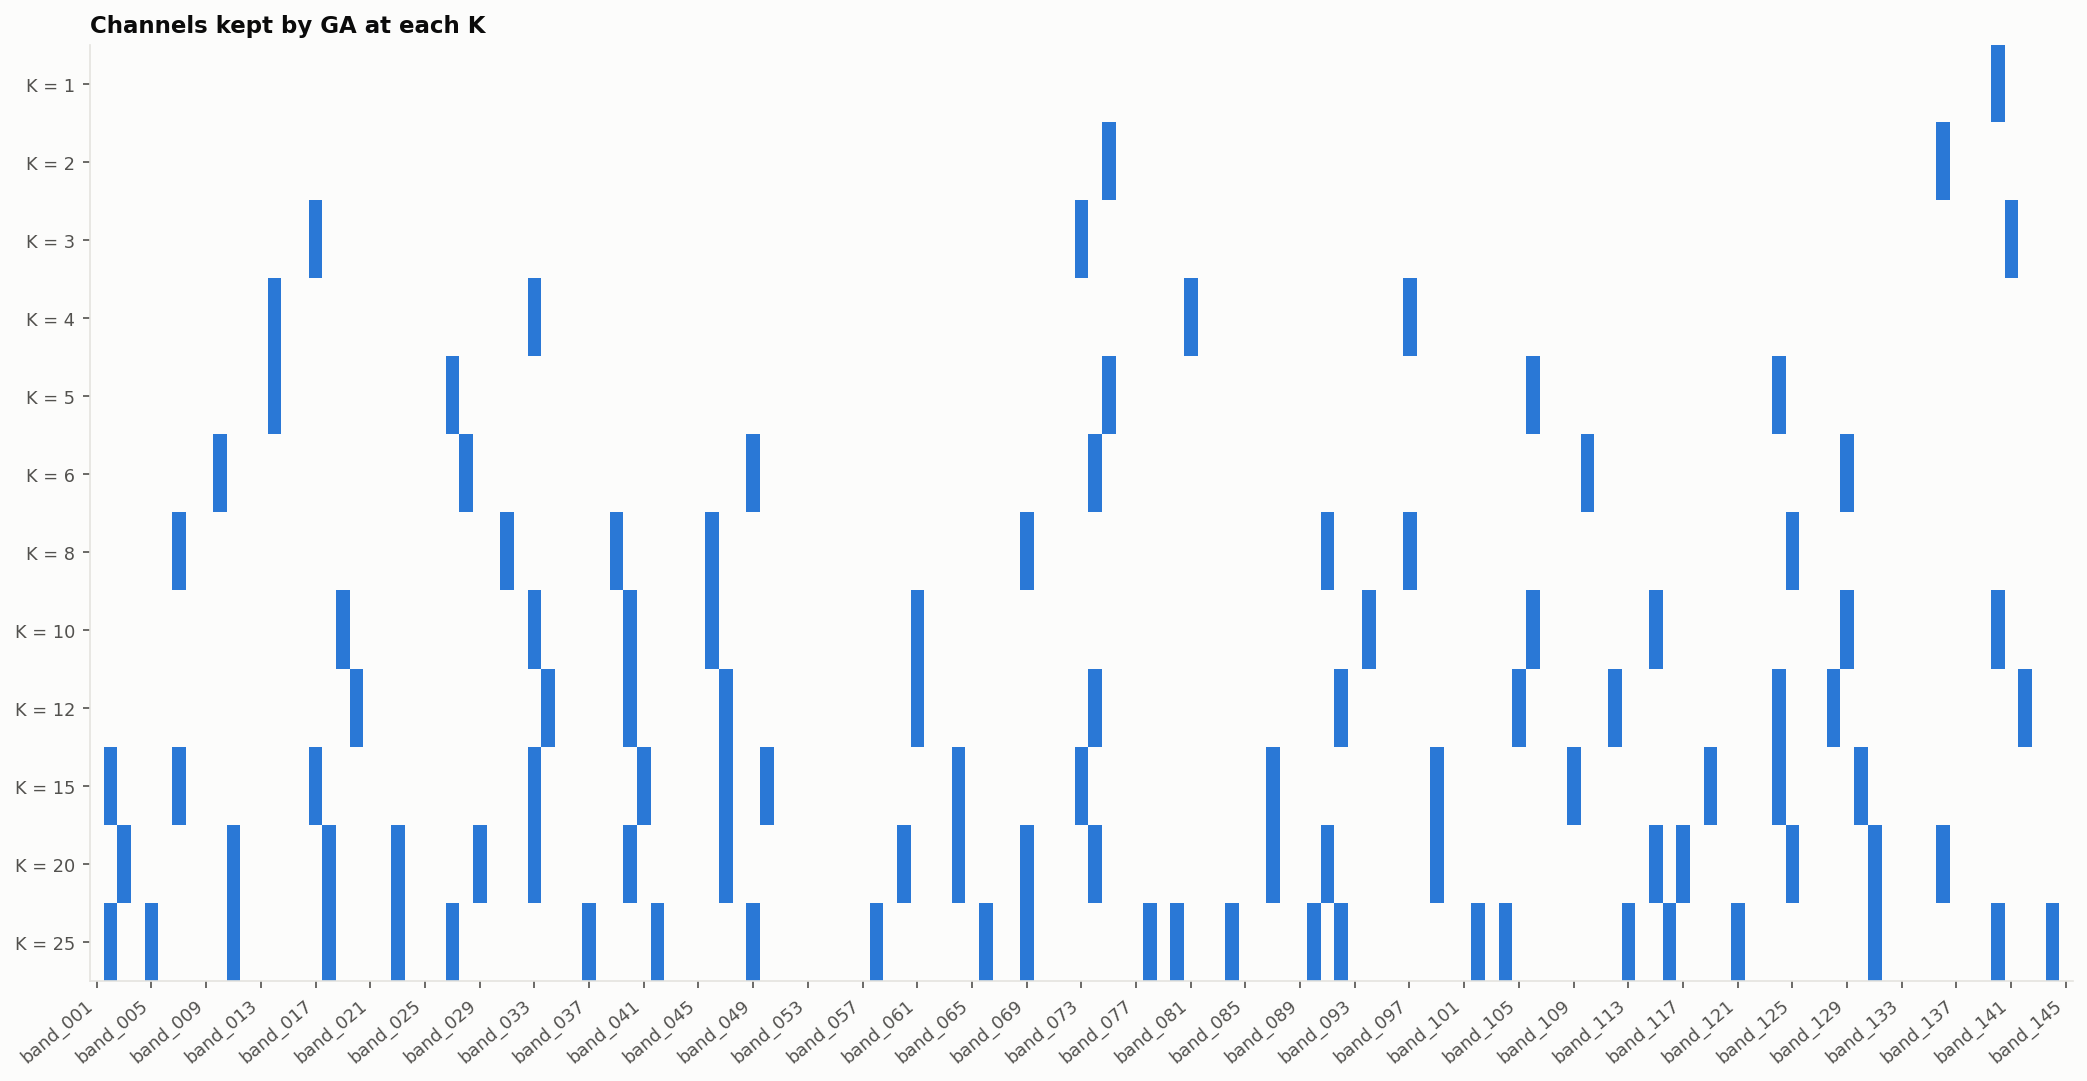 Channels kept by GA at each K
K = 1
K = 2
K = 3
K = 4
K = 5
K = 6
K = 8
K = 10
K = 12
K = 15
K = 20
K = 25
band_001
band_005
band_009
band_013
band_017
band_021
band_025
band_029
band_033
band_037
band_041
band_045
band_049
band_053
band_057
band_061
band_065
band_069
band_073
band_077
band_081
band_085
band_089
band_093
band_097
band_101
band_105
band_109
band_113
band_117
band_121
band_125
band_129
band_133
band_137
band_141
band_145